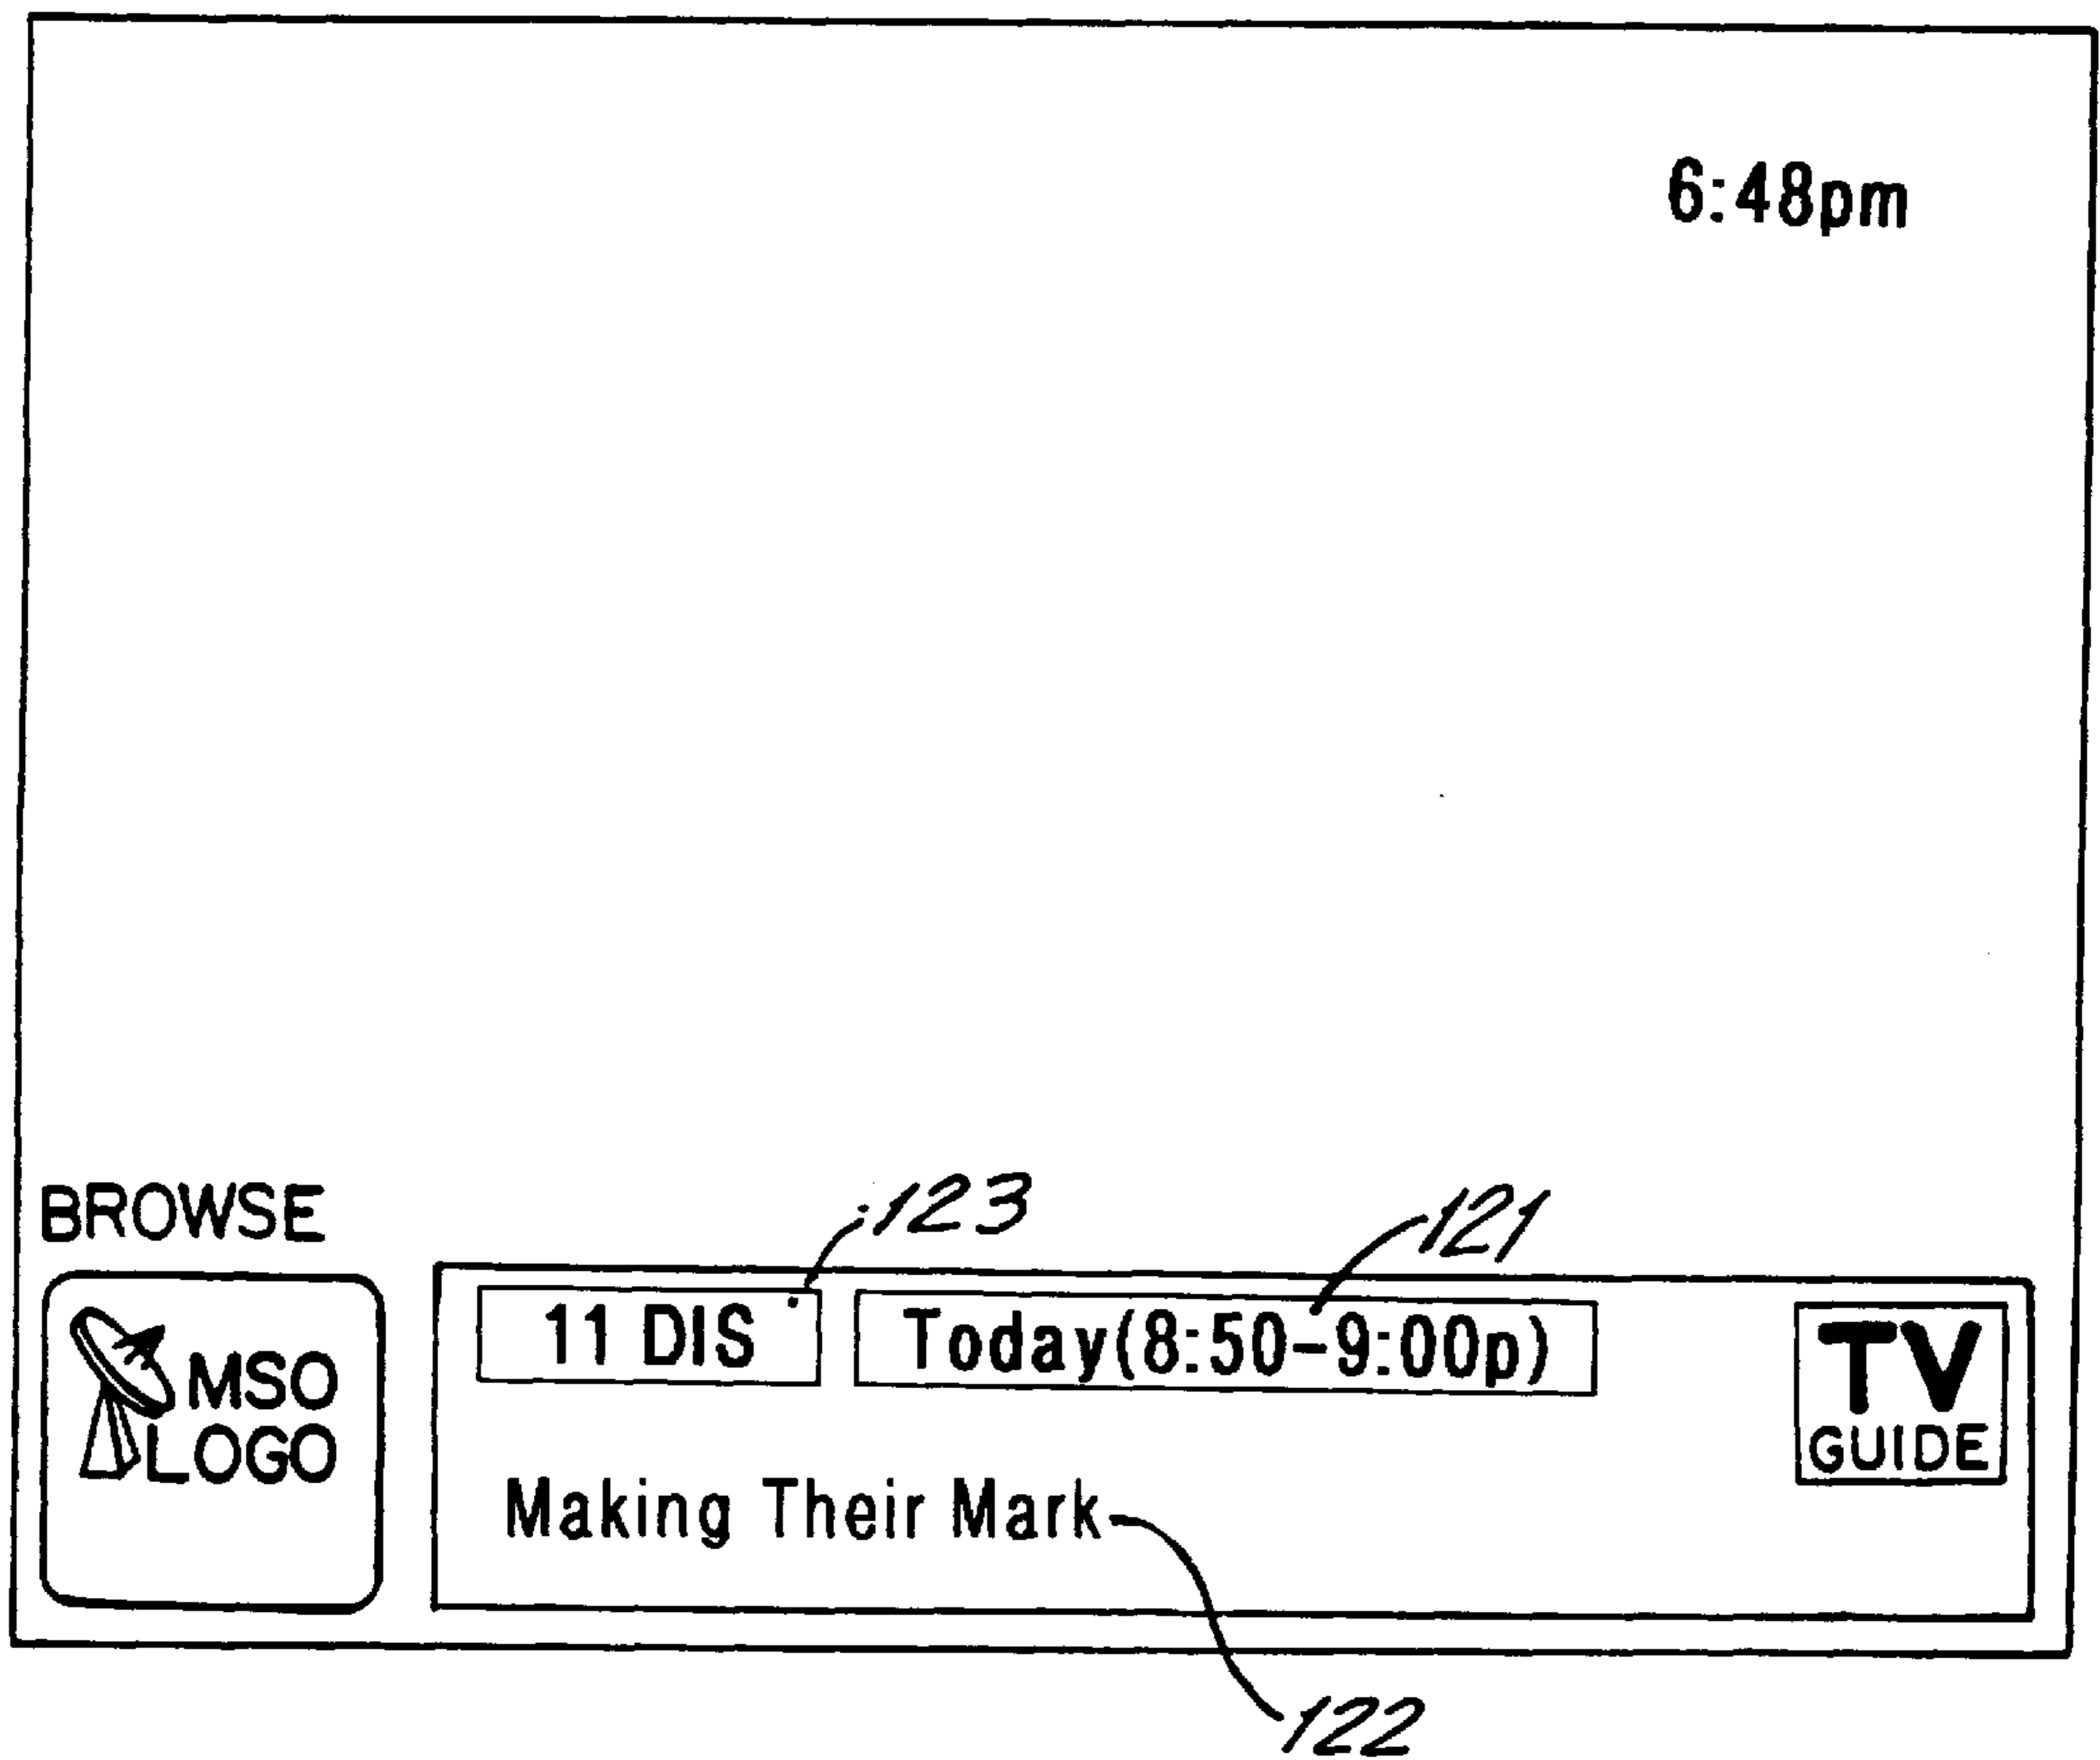 6:48pm
BROWSE
123
121
11 DIS
Today(8:50-9:00p)
TV
GUIDE
MSO
LOGO
Making Their Mark
122